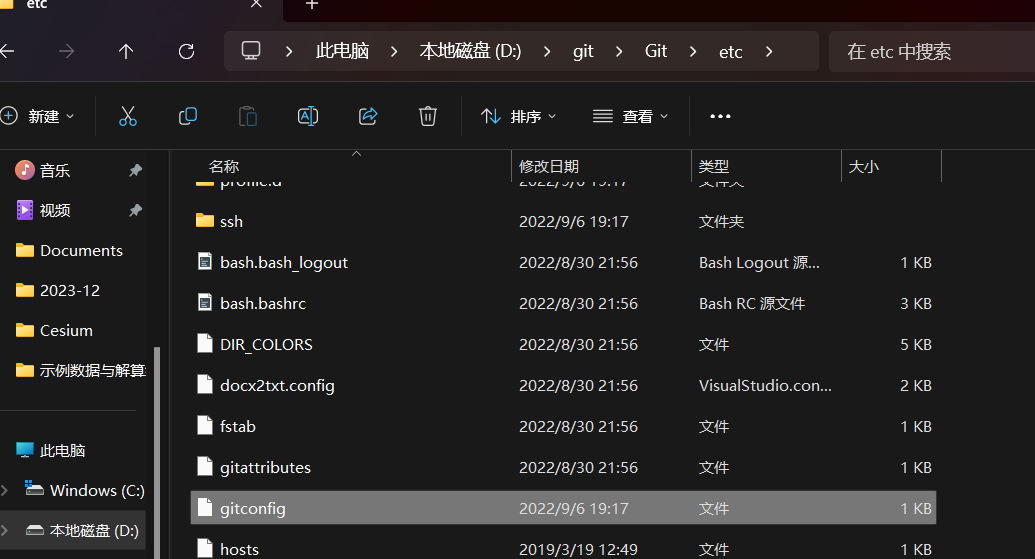 etc
此电脑 本地磁盘 (D:) git Git etc
在 etc 中搜索
新建 排序 查看
名称 修改日期 类型 大小
音乐
视频
Documents
2023-12
Cesium
示例数据与解算
此电脑
Windows (C:)
本地磁盘 (D:)
profile.d 2022/9/6 19:17 文件夹
ssh 2022/9/6 19:17 文件夹
bash.bash_logout 2022/8/30 21:56 Bash Logout 源... 1 KB
bash.bashrc 2022/8/30 21:56 Bash RC 源文件 3 KB
DIR_COLORS 2022/8/30 21:56 文件 5 KB
docx2txt.config 2022/8/30 21:56 VisualStudio.con... 2 KB
fstab 2022/8/30 21:56 文件 1 KB
gitattributes 2022/8/30 21:56 文件 1 KB
gitconfig 2022/9/6 19:17 文件 1 KB
hosts 2019/3/19 12:49 文件 1 KB